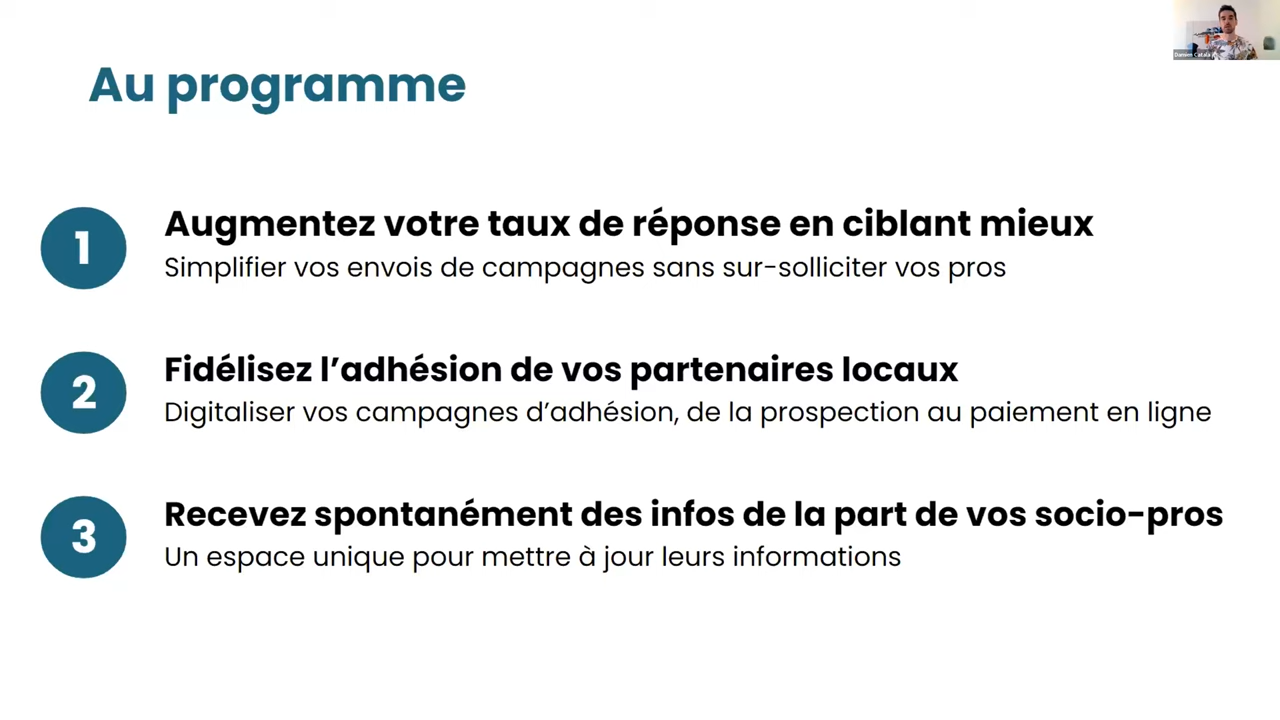 Au programme
1
Augmentez votre taux de réponse en ciblant mieux
Simplifier vos envois de campagnes sans sur-solliciter vos pros
2
Fidélisez l’adhésion de vos partenaires locaux
Digitaliser vos campagnes d’adhésion, de la prospection au paiement en ligne
3
Recevez spontanément des infos de la part de vos socio-pros
Un espace unique pour mettre à jour leurs informations